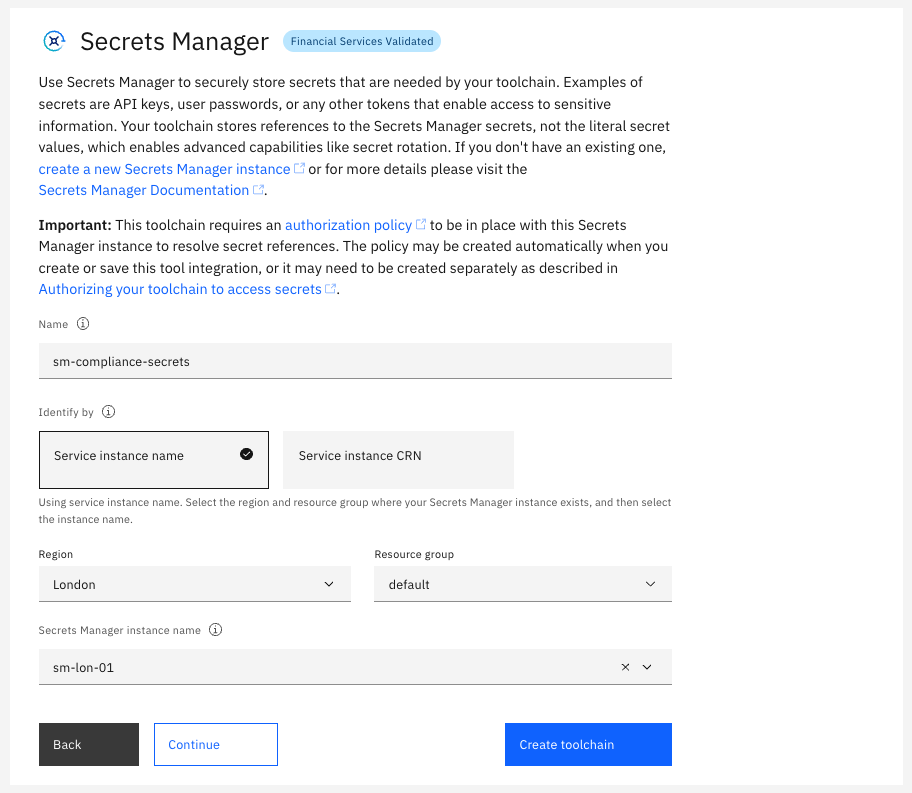 Secrets Manager Financial Services Validated
Use Secrets Manager to securely store secrets that are needed by your toolchain. Examples of
secrets are API keys, user passwords, or any other tokens that enable access to sensitive
information. Your toolchain stores references to the Secrets Manager secrets, not the literal secret
values, which enables advanced capabilities like secret rotation. If you don't have an existing one,
create a new Secrets Manager instance or for more details please visit the
Secrets Manager Documentation.
Important: This toolchain requires an authorization policy to be in place with this Secrets
Manager instance to resolve secret references. The policy may be created automatically when you
create or save this tool integration, or it may need to be created separately as described in
Authorizing your toolchain to access secrets.
Name
sm-compliance-secrets
Identify by
Service instance name Service instance CRN
Using service instance name. Select the region and resource group where your Secrets Manager instance exists, and then select
the instance name.
Region Resource group
London default
Secrets Manager instance name
sm-lon-01
Back Continue Create toolchain